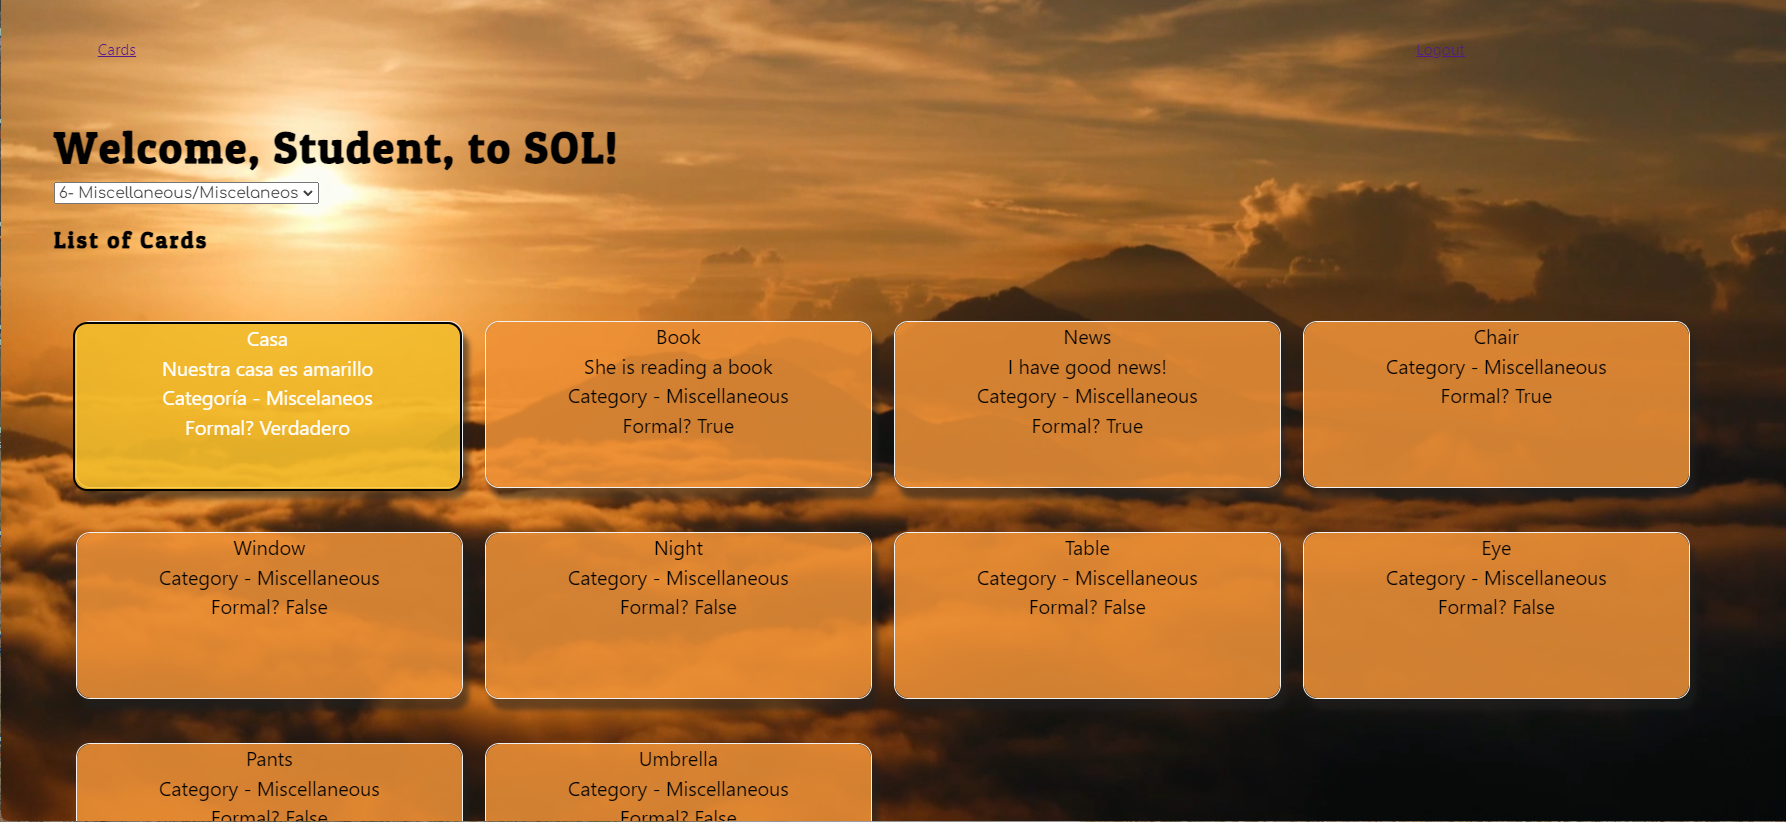 Cards
Logout
Welcome, Student, to SOL!
6- Miscellaneous/Miscelaneos
List of Cards
Casa
Nuestra casa es amarillo
Categoría - Miscelaneos
Formal? Verdadero
Book
She is reading a book
Category - Miscellaneous
Formal? True
News
I have good news!
Category - Miscellaneous
Formal? True
Chair
Category - Miscellaneous
Formal? True
Window
Category - Miscellaneous
Formal? False
Night
Category - Miscellaneous
Formal? False
Table
Category - Miscellaneous
Formal? False
Eye
Category - Miscellaneous
Formal? False
Pants
Category - Miscellaneous
Formal? False
Umbrella
Category - Miscellaneous
Formal? False